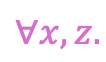 ∀x, z.